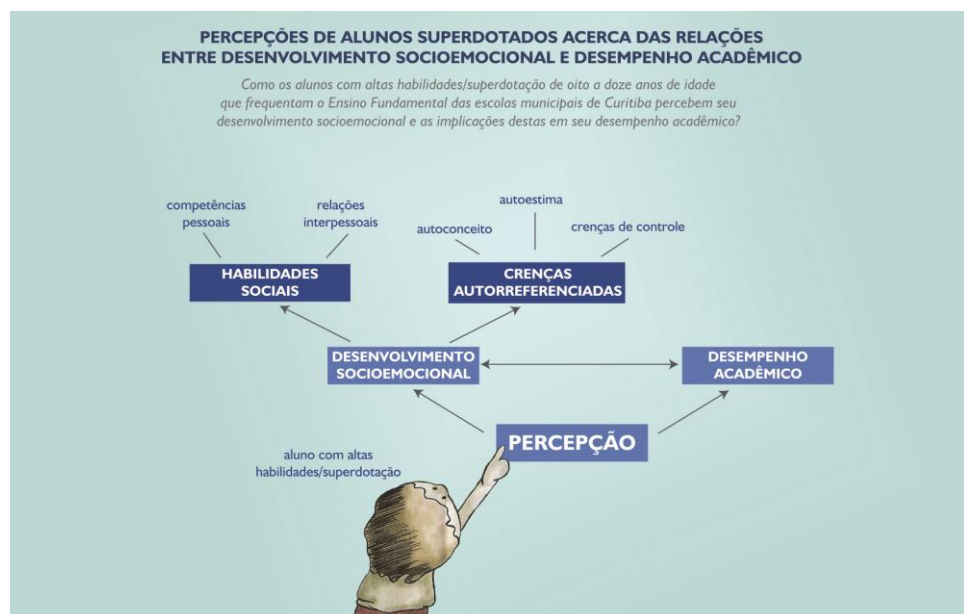 PERCEPÇÕES DE ALUNOS SUPERDOTADOS ACERCA DAS RELAÇÕES
ENTRE DESENVOLVIMENTO SOCIOEMOCIONAL E DESEMPENHO ACADÊMICO
Como os alunos com altas habilidades/superdotação de oito a doze anos de idade
que frequentam o Ensino Fundamental das escolas municipais de Curitiba percebem seu
desenvolvimento socioemocional e as implicações destas em seu desempenho acadêmico?
competências
pessoais
relações
interpessoais
autoconceito
autoestima
crenças de controle
HABILIDADES
SOCIAIS
CRENÇAS
AUTORREFERENCIADAS
DESENVOLVIMENTO
SOCIOEMOCIONAL
DESEMPENHO
ACADÊMICO
PERCEPÇÃO
aluno com altas
habilidades/superdotação